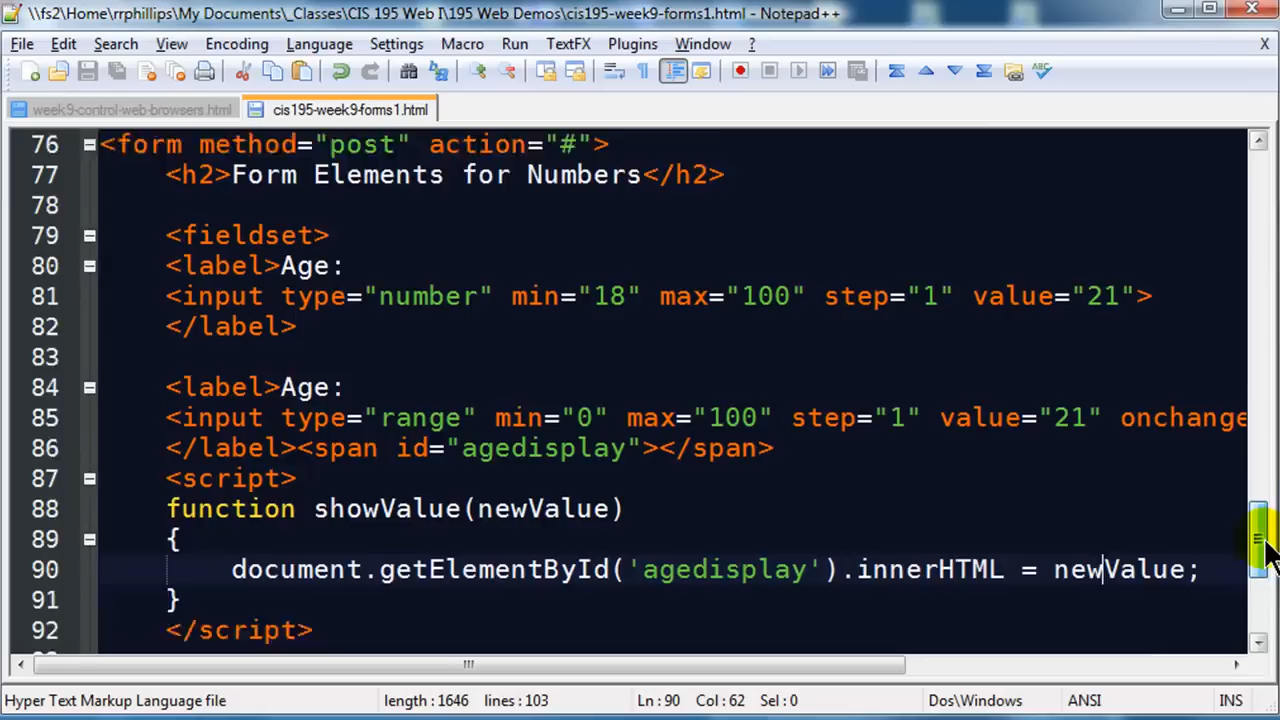 \\fs2\Home\rrphillips\My Documents\_Classes\CIS 195 Web I\195 Web Demos\cis195-week9-forms1.html - Notepad++
File Edit Search View Encoding Language Settings Macro Run TextFX Plugins Window ? X
week9-control-web-browsers.html cis195-week9-forms1.html
76 <form method="post" action="#">
77 <h2>Form Elements for Numbers</h2>
78
79 <fieldset>
80 <label>Age:
81 <input type="number" min="18" max="100" step="1" value="21">
82 </label>
83
84 <label>Age:
85 <input type="range" min="0" max="100" step="1" value="21" onchange
86 </label><span id="agedisplay"></span>
87 <script>
88 function showValue(newValue)
89 {
90 document.getElementById('agedisplay').innerHTML = newValue;
91 }
92 </script>
Hyper Text Markup Language file length : 1646 lines : 103 Ln : 90 Col : 62 Sel : 0 Dos\Windows ANSI INS